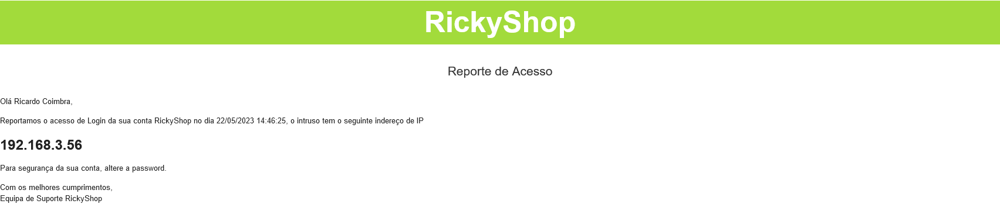 RickyShop
Reporte de Acesso
Olá Ricardo Coimbra,
Reportamos o acesso de Login da sua conta RickyShop no dia 22/05/2023 14:46:25, o intruso tem o seguinte indereço de IP
192.168.3.56
Para segurança da sua conta, altere a password.
Com os melhores cumprimentos,
Equipa de Suporte RickyShop